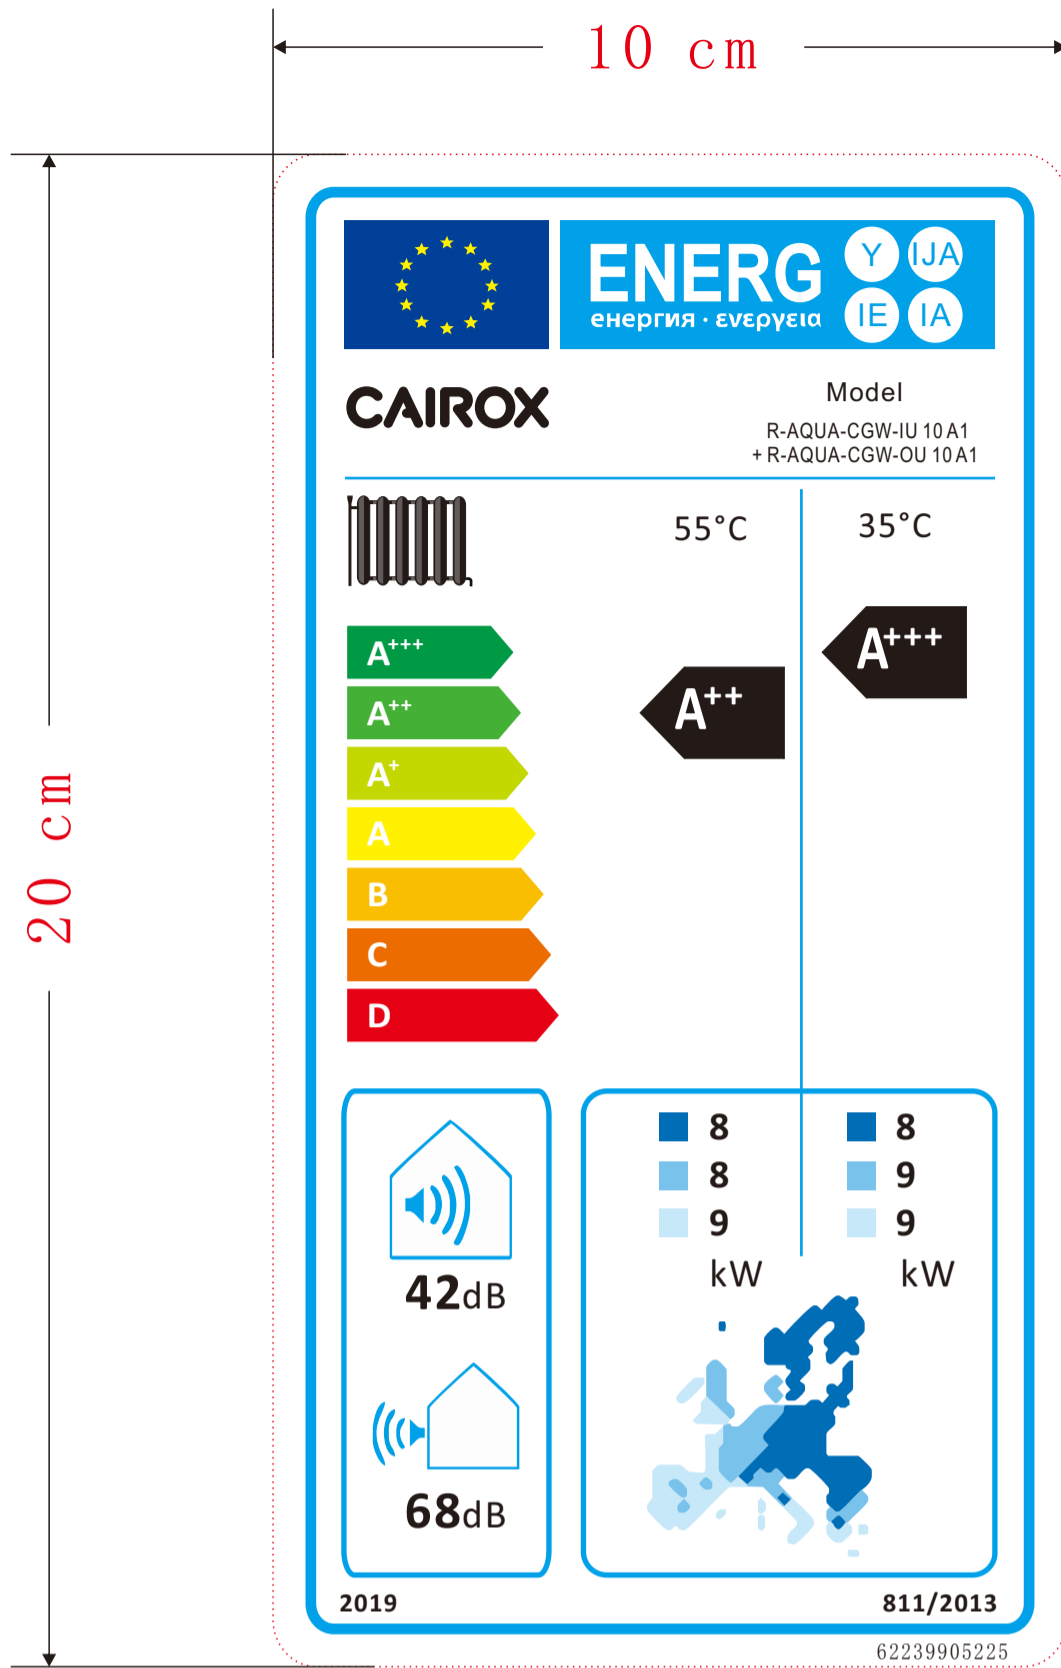 10 cm
20 cm
ENERG
енергия · ενεργεια
Y IJA
IE IA
CAIROX
Model
R-AQUA-CGW-IU 10 A1
+ R-AQUA-CGW-OU 10 A1
55°C 35°C
A+++
A++
A+
A
B
C
D
A++
A+++
42dB
68dB
8 8
8 9
9 9
kW kW
2019 811/2013
62239905225